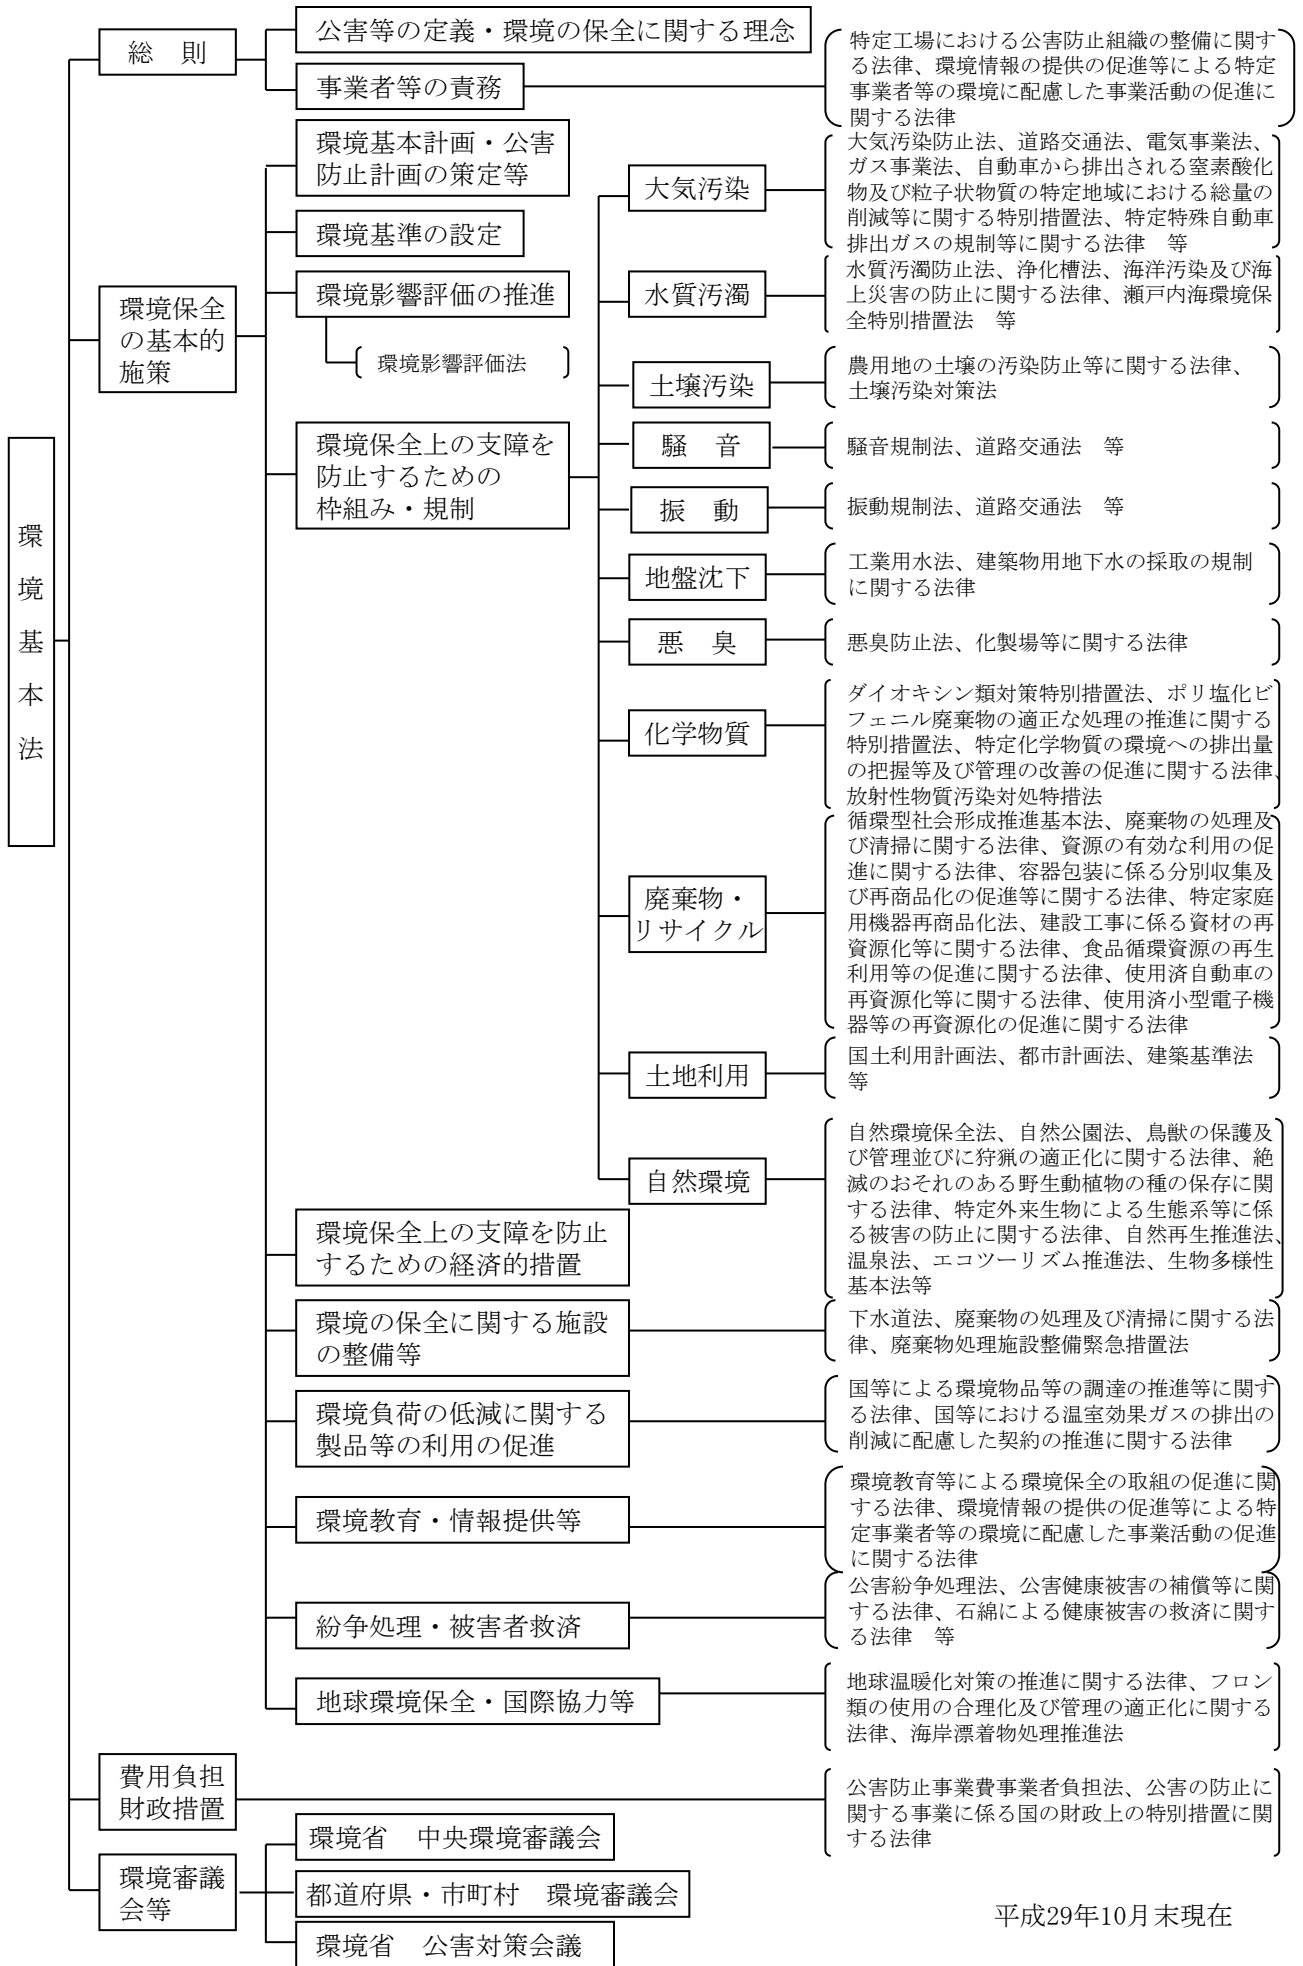 環境基本法
総　則
公害等の定義・環境の保全に関する理念
事業者等の責務
特定工場における公害防止組織の整備に関す
る法律、環境情報の提供の促進等による特定
事業者等の環境に配慮した事業活動の促進に
関する法律
環境保全
の基本的
施策
環境基本計画・公害
防止計画の策定等
環境基準の設定
環境影響評価の推進
環境影響評価法
環境保全上の支障を
防止するための
枠組み・規制
大気汚染
大気汚染防止法、道路交通法、電気事業法、
ガス事業法、自動車から排出される窒素酸化
物及び粒子状物質の特定地域における総量の
削減等に関する特別措置法、特定特殊自動車
排出ガスの規制等に関する法律　等
水質汚濁
水質汚濁防止法、浄化槽法、海洋汚染及び海
上災害の防止に関する法律、瀬戸内海環境保
全特別措置法　等
土壌汚染
農用地の土壌の汚染防止等に関する法律、
土壌汚染対策法
騒　音
騒音規制法、道路交通法　等
振　動
振動規制法、道路交通法　等
地盤沈下
工業用水法、建築物用地下水の採取の規制
に関する法律
悪　臭
悪臭防止法、化製場等に関する法律
化学物質
ダイオキシン類対策特別措置法、ポリ塩化ビ
フェニル廃棄物の適正な処理の推進に関する
特別措置法、特定化学物質の環境への排出量
の把握等及び管理の改善の促進に関する法律、
放射性物質汚染対処特措法
廃棄物・
リサイクル
循環型社会形成推進基本法、廃棄物の処理及
び清掃に関する法律、資源の有効な利用の促
進に関する法律、容器包装に係る分別収集及
び再商品化の促進等に関する法律、特定家庭
用機器再商品化法、建設工事に係る資材の再
資源化等に関する法律、食品循環資源の再生
利用等の促進に関する法律、使用済自動車の
再資源化等に関する法律、使用済小型電子機
器等の再資源化の促進に関する法律
土地利用
国土利用計画法、都市計画法、建築基準法
等
自然環境
自然環境保全法、自然公園法、鳥獣の保護及
び管理並びに狩猟の適正化に関する法律、絶
滅のおそれのある野生動植物の種の保存に関
する法律、特定外来生物による生態系等に係
る被害の防止に関する法律、自然再生推進法、
温泉法、エコツーリズム推進法、生物多様性
基本法等
環境保全上の支障を防止
するための経済的措置
環境の保全に関する施設
の整備等
下水道法、廃棄物の処理及び清掃に関する法
律、廃棄物処理施設整備緊急措置法
環境負荷の低減に関する
製品等の利用の促進
国等による環境物品等の調達の推進等に関す
る法律、国等における温室効果ガスの排出の
削減に配慮した契約の推進に関する法律
環境教育・情報提供等
環境教育等による環境保全の取組の促進に関
する法律、環境情報の提供の促進等による特
定事業者等の環境に配慮した事業活動の促進
に関する法律
紛争処理・被害者救済
公害紛争処理法、公害健康被害の補償等に関
する法律、石綿による健康被害の救済に関す
る法律　等
地球環境保全・国際協力等
地球温暖化対策の推進に関する法律、フロン
類の使用の合理化及び管理の適正化に関する
法律、海岸漂着物処理推進法
費用負担
財政措置
公害防止事業費事業者負担法、公害の防止に
関する事業に係る国の財政上の特別措置に関
する法律
環境審議
会等
環境省　中央環境審議会
都道府県・市町村　環境審議会
環境省　公害対策会議
平成29年10月末現在